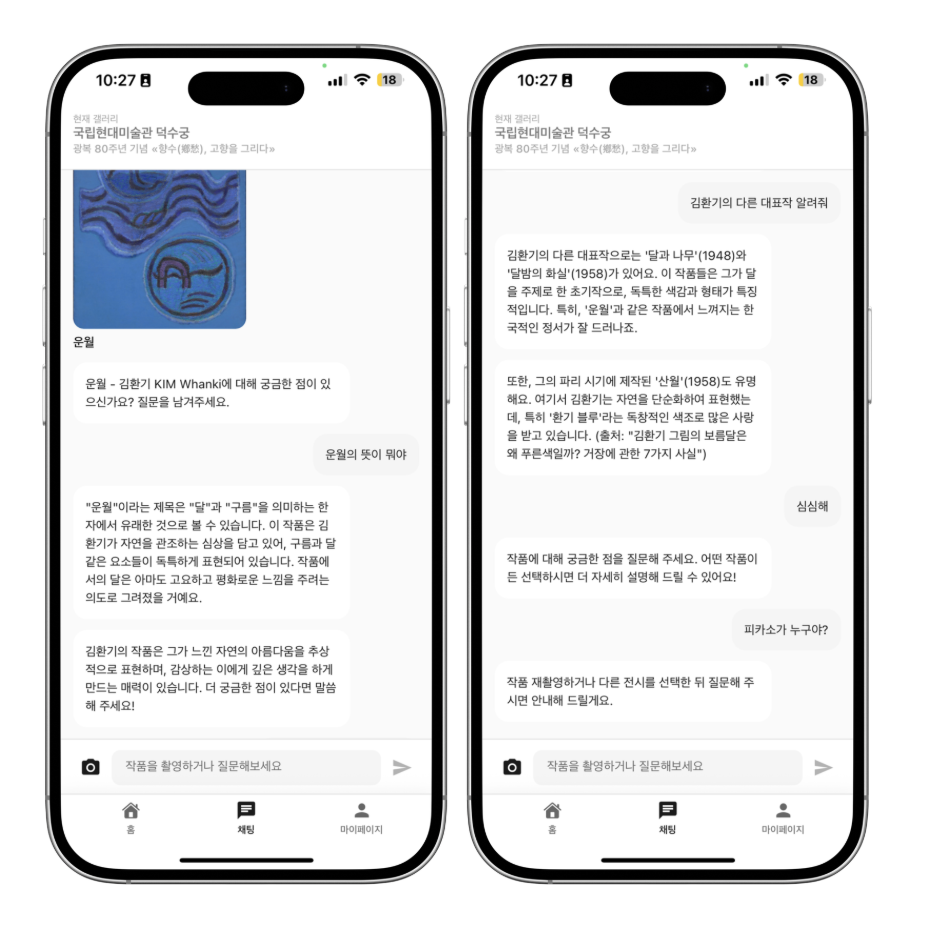 10:27
18
현재 갤러리
국립현대미술관 덕수궁
광복 80주년 기념 «향수(鄕愁), 고향을 그리다»
운월
운월 - 김환기 KIM Whanki에 대해 궁금한 점이 있
으신가요? 질문을 남겨주세요.
운월의 뜻이 뭐야
"운월"이라는 제목은 "달"과 "구름"을 의미하는 한
자에서 유래한 것으로 볼 수 있습니다. 이 작품은 김
환기가 자연을 관조하는 심상을 담고 있어, 구름과 달
같은 요소들이 독특하게 표현되어 있습니다. 작품에
서의 달은 아마도 고요하고 평화로운 느낌을 주려는
의도로 그려졌을 거예요.
김환기의 작품은 그가 느낀 자연의 아름다움을 추상
적으로 표현하며, 감상하는 이에게 깊은 생각을 하게
만드는 매력이 있습니다. 더 궁금한 점이 있다면 말씀
해 주세요!
작품을 촬영하거나 질문해보세요
홈
채팅
마이페이지
10:27
18
현재 갤러리
국립현대미술관 덕수궁
광복 80주년 기념 «향수(鄕愁), 고향을 그리다»
김환기의 다른 대표작 알려줘
김환기의 다른 대표작으로는 '달과 나무'(1948)와
'달밤의 화실'(1958)가 있어요. 이 작품들은 그가 달
을 주제로 한 초기작으로, 독특한 색감과 형태가 특징
적입니다. 특히, '운월'과 같은 작품에서 느껴지는 한
국적인 정서가 잘 드러나죠.
또한, 그의 파리 시기에 제작된 '산월'(1958)도 유명
해요. 여기서 김환기는 자연을 단순화하여 표현했는
데, 특히 '환기 블루'라는 독창적인 색조로 많은 사랑
을 받고 있습니다. (출처: "김환기 그림의 보름달은
왜 푸른색일까? 거장에 관한 7가지 사실")
심심해
작품에 대해 궁금한 점을 질문해 주세요. 어떤 작품이
든 선택하시면 더 자세히 설명해 드릴 수 있어요!
피카소가 누구야?
작품 재촬영하거나 다른 전시를 선택한 뒤 질문해 주
시면 안내해 드릴게요.
작품을 촬영하거나 질문해보세요
홈
채팅
마이페이지